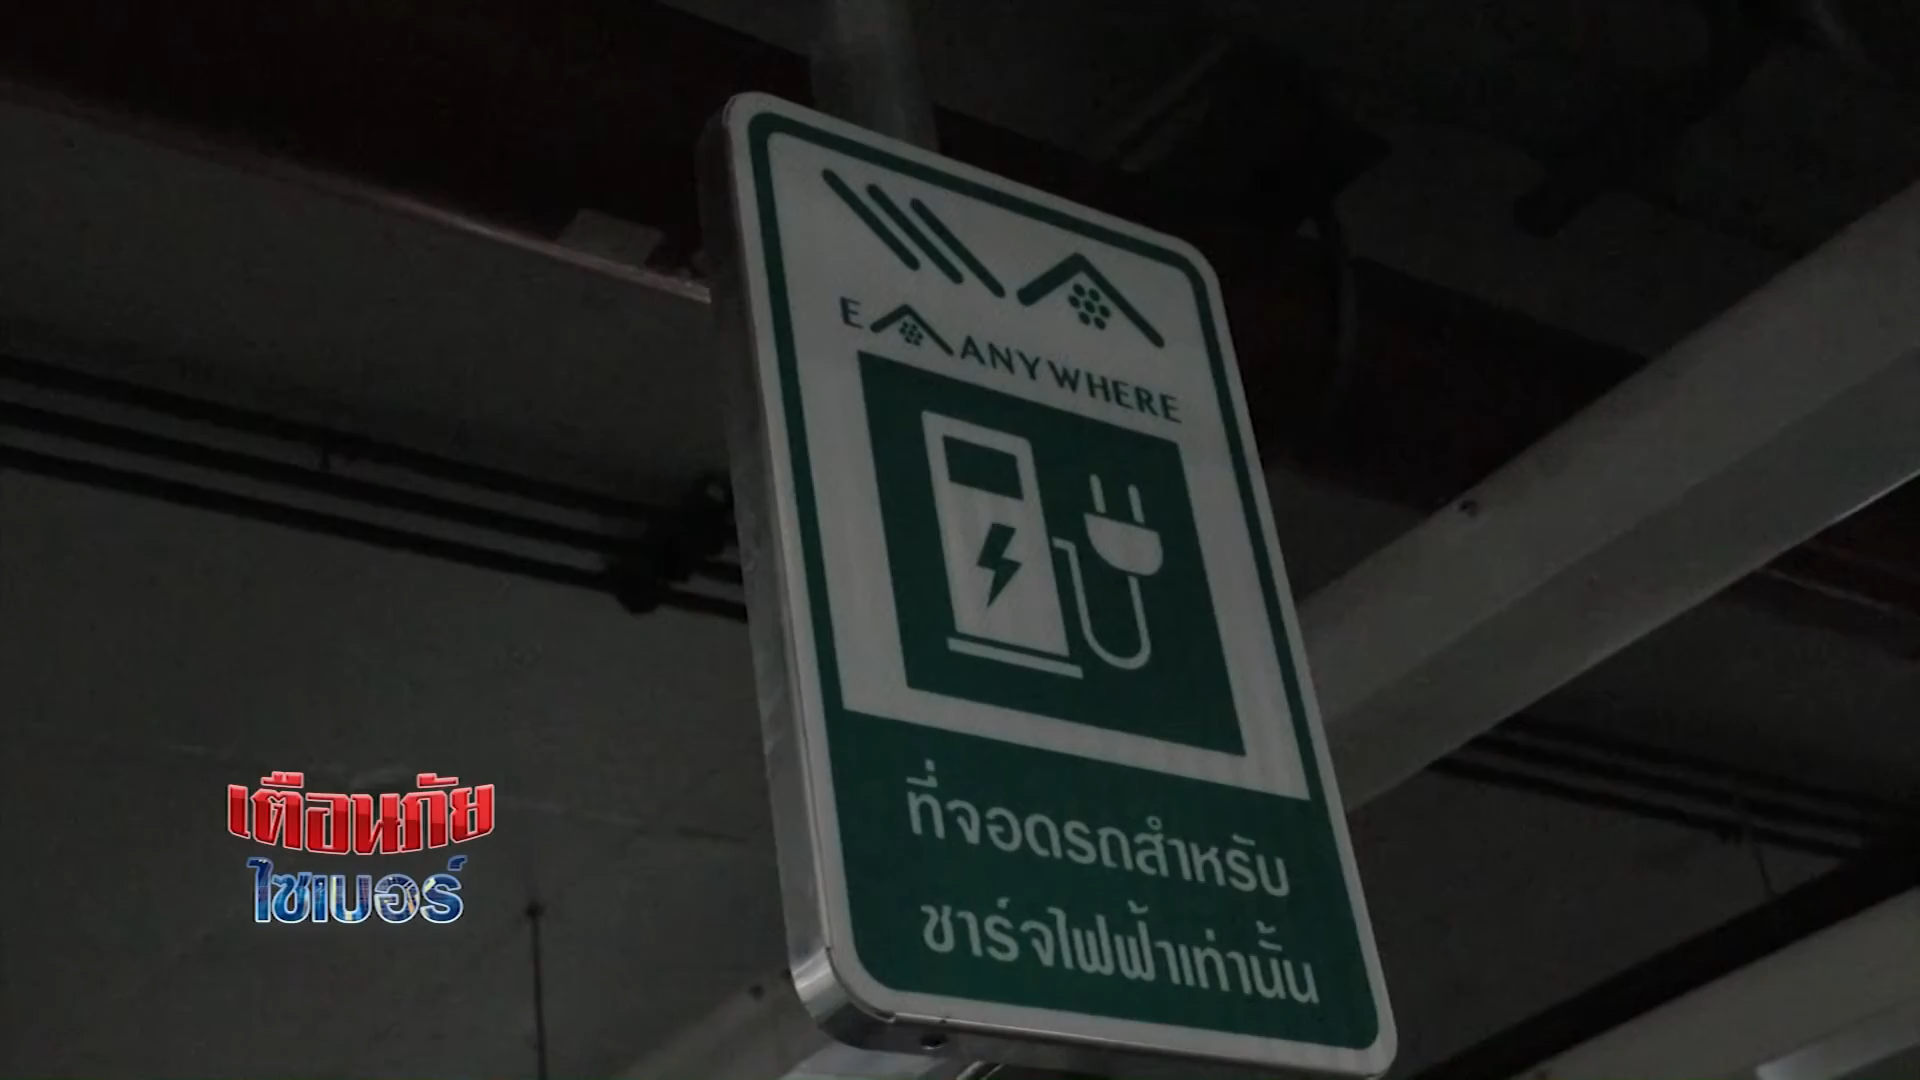 EA ANYWHERE
ที่จอดรถสำหรับ
ชาร์จไฟฟ้าเท่านั้น
เตือนภัย
ไซเบอร์